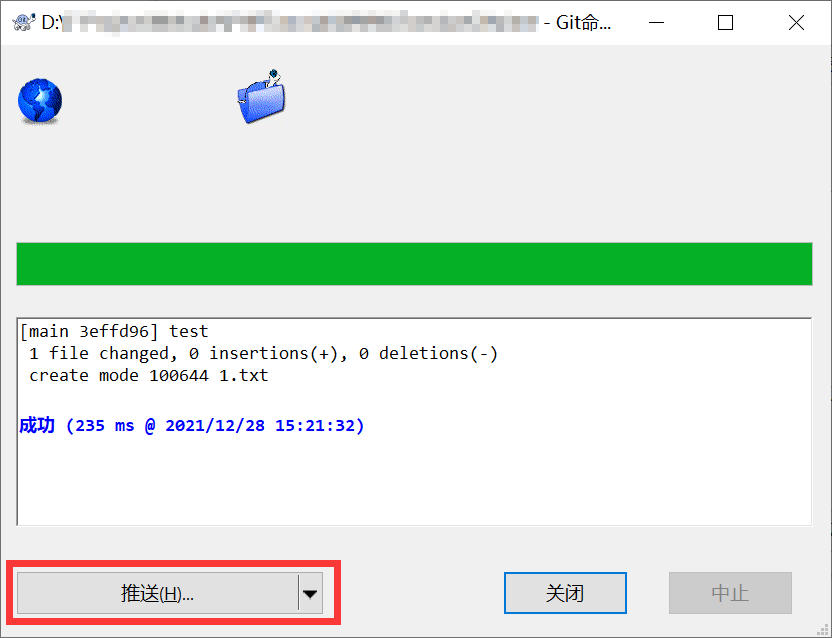 D:\ - Git命...
[main 3effd96] test
1 file changed, 0 insertions(+), 0 deletions(-)
create mode 100644 1.txt
成功 (235 ms @ 2021/12/28 15:21:32)
推送(H)... 关闭 中止